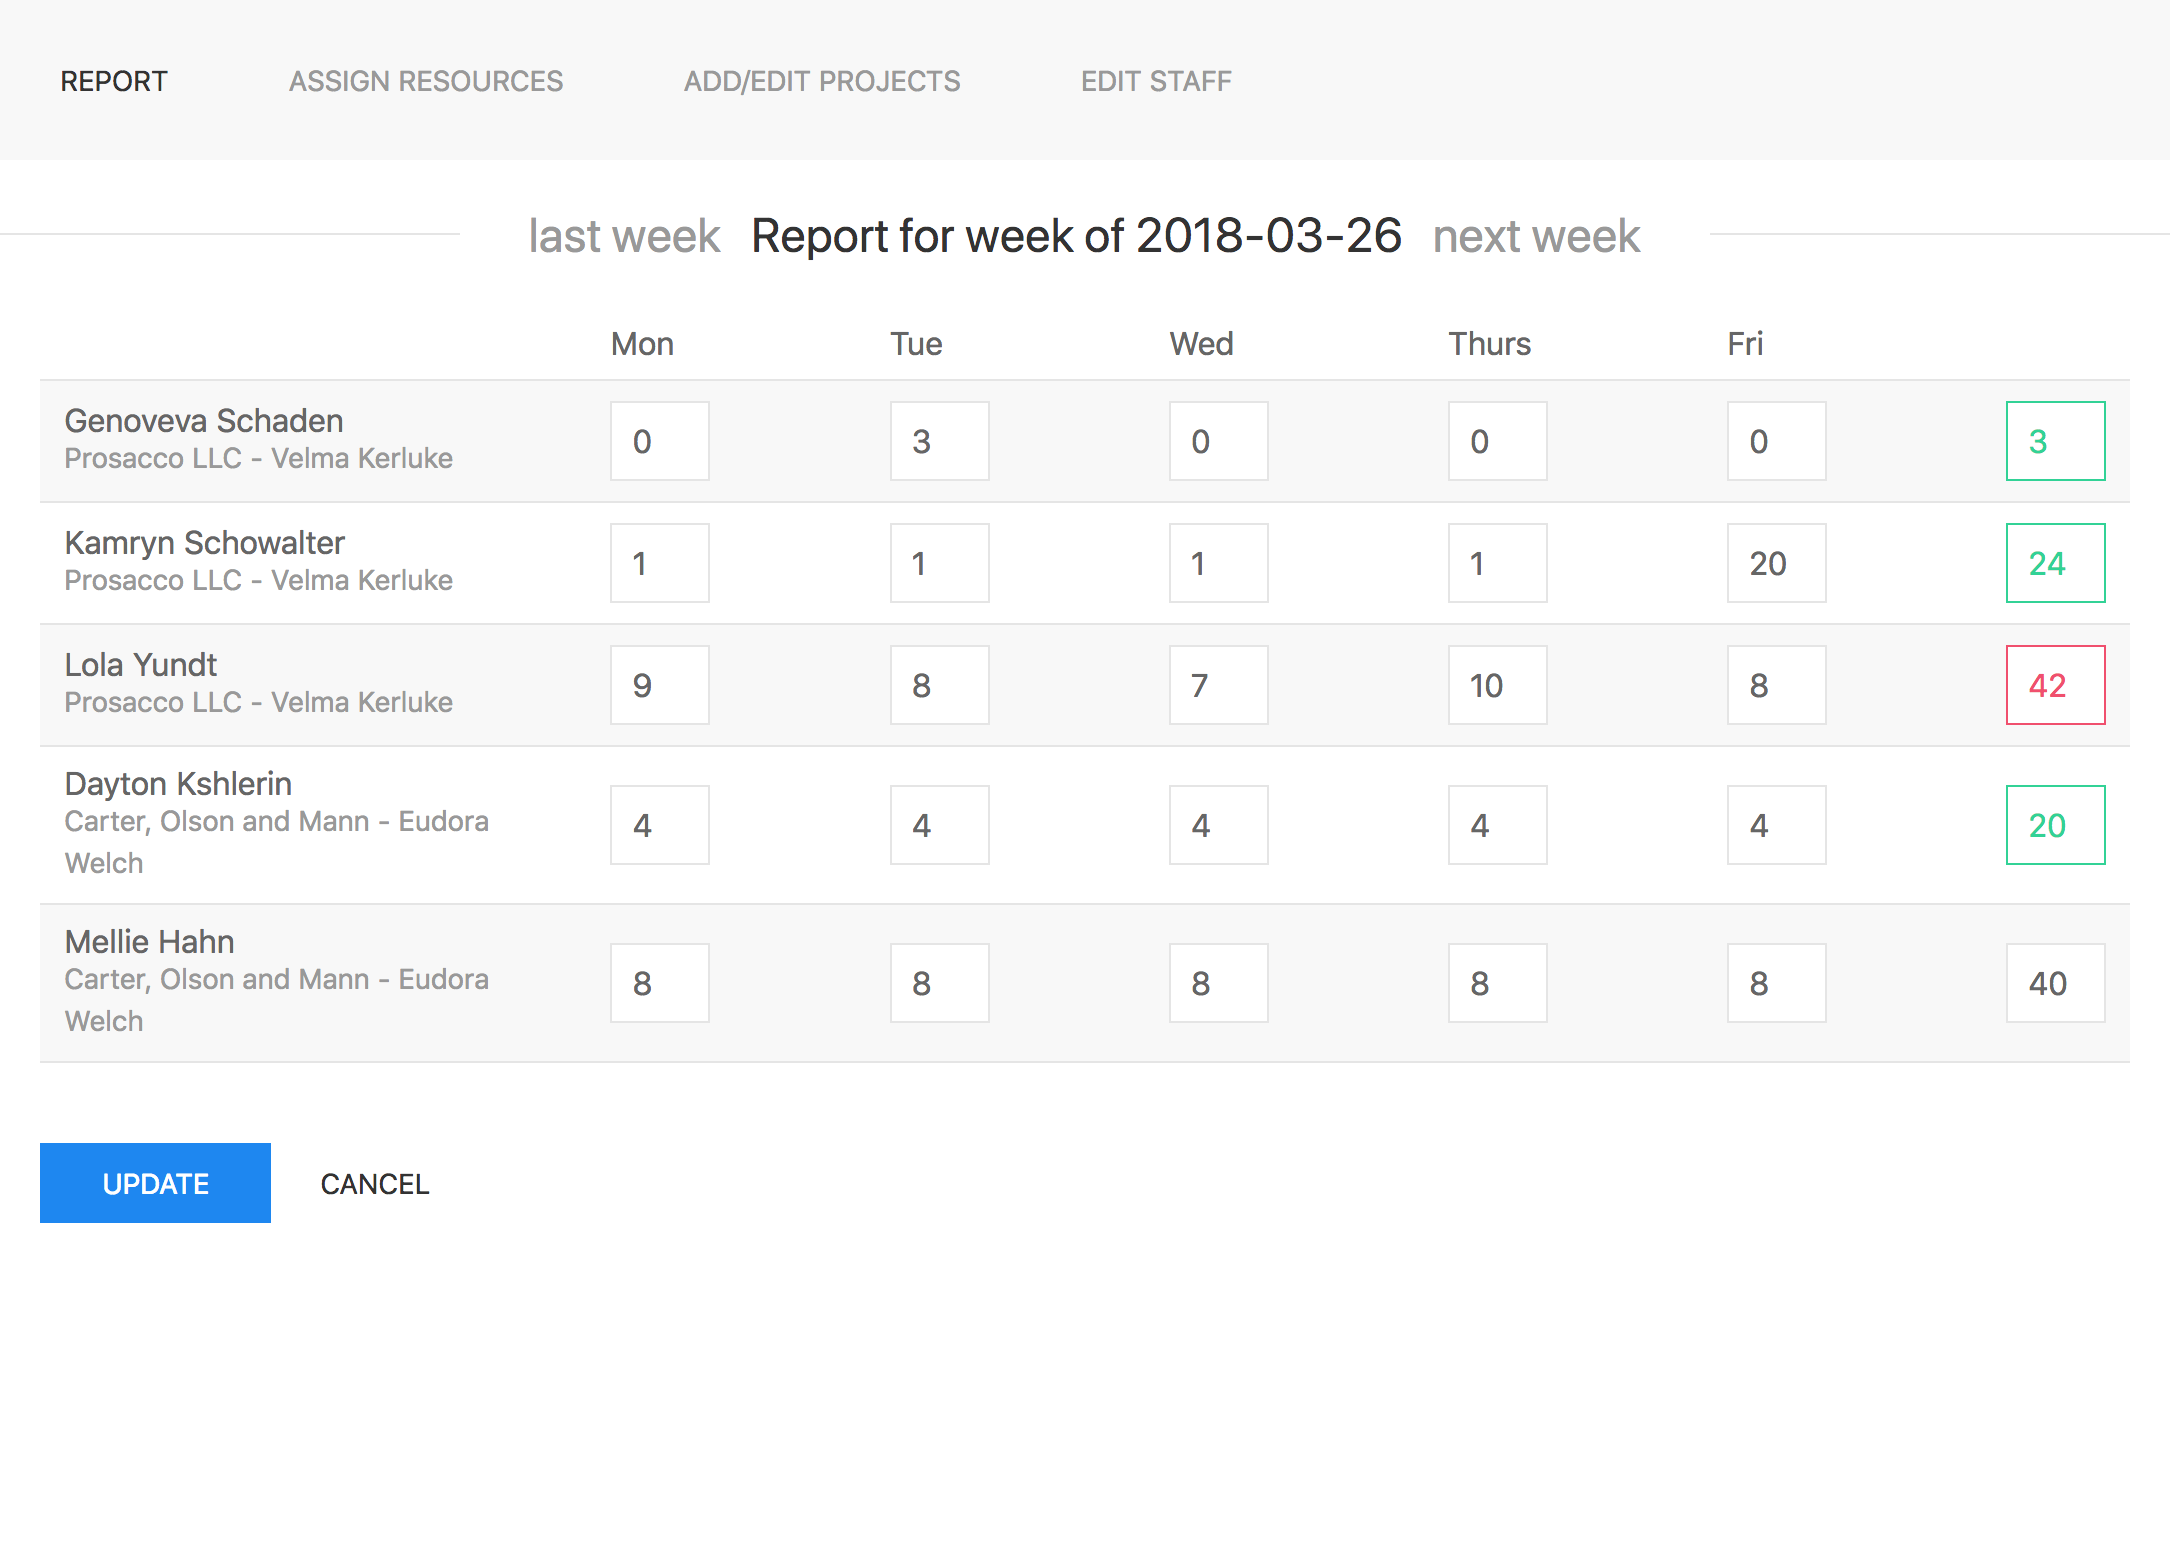 REPORT ASSIGN RESOURCES ADD/EDIT PROJECTS EDIT STAFF
last week Report for week of 2018-03-26 next week
Mon Tue Wed Thurs Fri
Genoveva Schaden
Prosacco LLC - Velma Kerluke
0 3 0 0 0 3
Kamryn Schowalter
Prosacco LLC - Velma Kerluke
1 1 1 1 20 24
Lola Yundt
Prosacco LLC - Velma Kerluke
9 8 7 10 8 42
Dayton Kshlerin
Carter, Olson and Mann - Eudora
Welch
4 4 4 4 4 20
Mellie Hahn
Carter, Olson and Mann - Eudora
Welch
8 8 8 8 8 40
UPDATE CANCEL